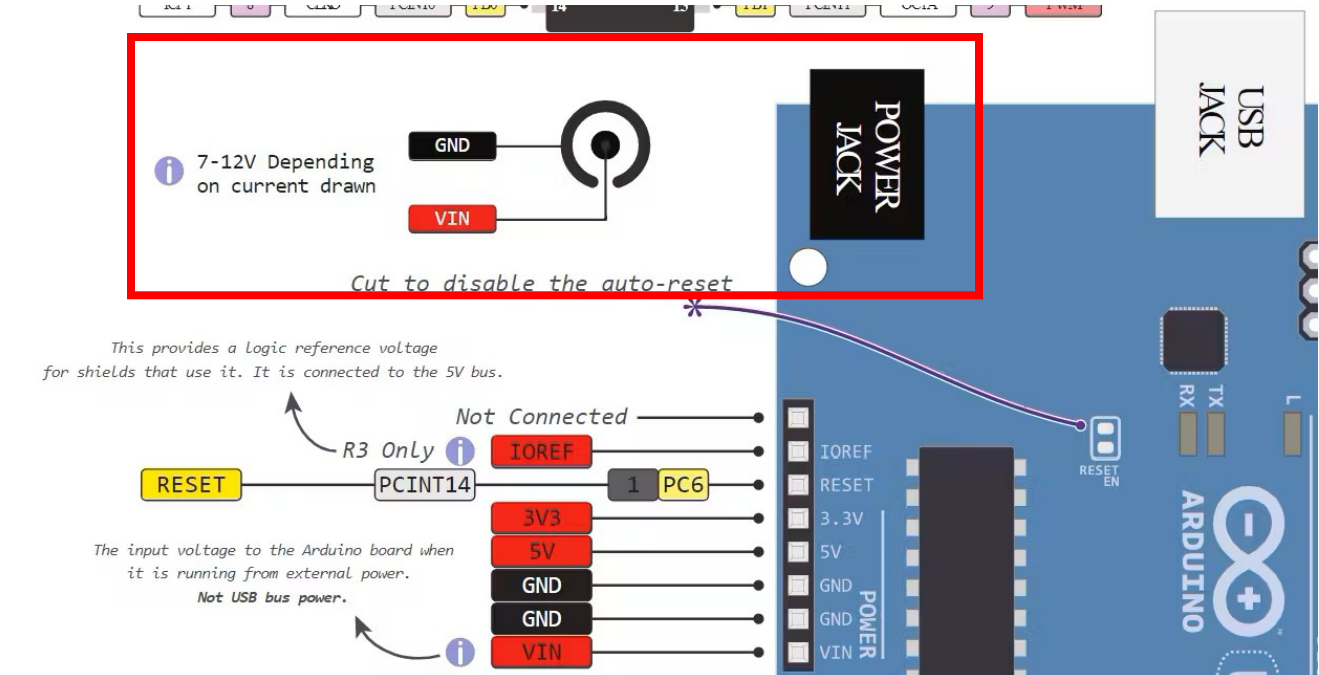 14
15
POWER
JACK
USB
JACK
GND
7-12V Depending
on current drawn
VIN
Cut to disable the auto-reset
*
This provides a logic reference voltage
for shields that use it. It is connected to the 5V bus.
RX
TX
L
Not Connected
R3 Only
IOREF
IOREF
RESET
PCINT14
1
PC6
RESET
RESET
EN
3V3
3.3V
The input voltage to the Arduino board when
it is running from external power.
Not USB bus power.
5V
5V
GND
GND
GND
GND
VIN
VIN
POWER
ARDUINO